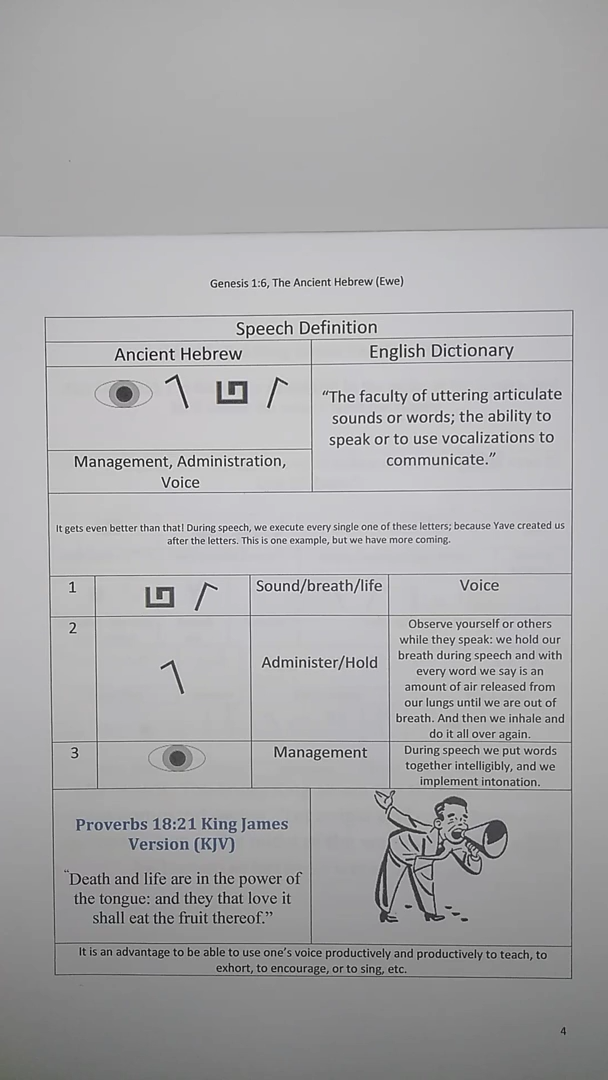 Genesis 1:6, The Ancient Hebrew (Ewe)
Speech Definition
Ancient Hebrew
English Dictionary
"The faculty of uttering articulate
sounds or words; the ability to
speak or to use vocalizations to
communicate."
Management, Administration,
Voice
It gets even better than that! During speech, we execute every single one of these letters; because Yave created us
after the letters. This is one example, but we have more coming.
1
Sound/breath/life
Voice
2
Administer/Hold
Observe yourself or others
while they speak: we hold our
breath during speech and with
every word we say is an
amount of air released from
our lungs until we are out of
breath. And then we inhale and
do it all over again.
3
Management
During speech we put words
together intelligibly, and we
implement intonation.
Proverbs 18:21 King James
Version (KJV)
"Death and life are in the power of
the tongue: and they that love it
shall eat the fruit thereof."
It is an advantage to be able to use one's voice productively and productively to teach, to
exhort, to encourage, or to sing, etc.
4